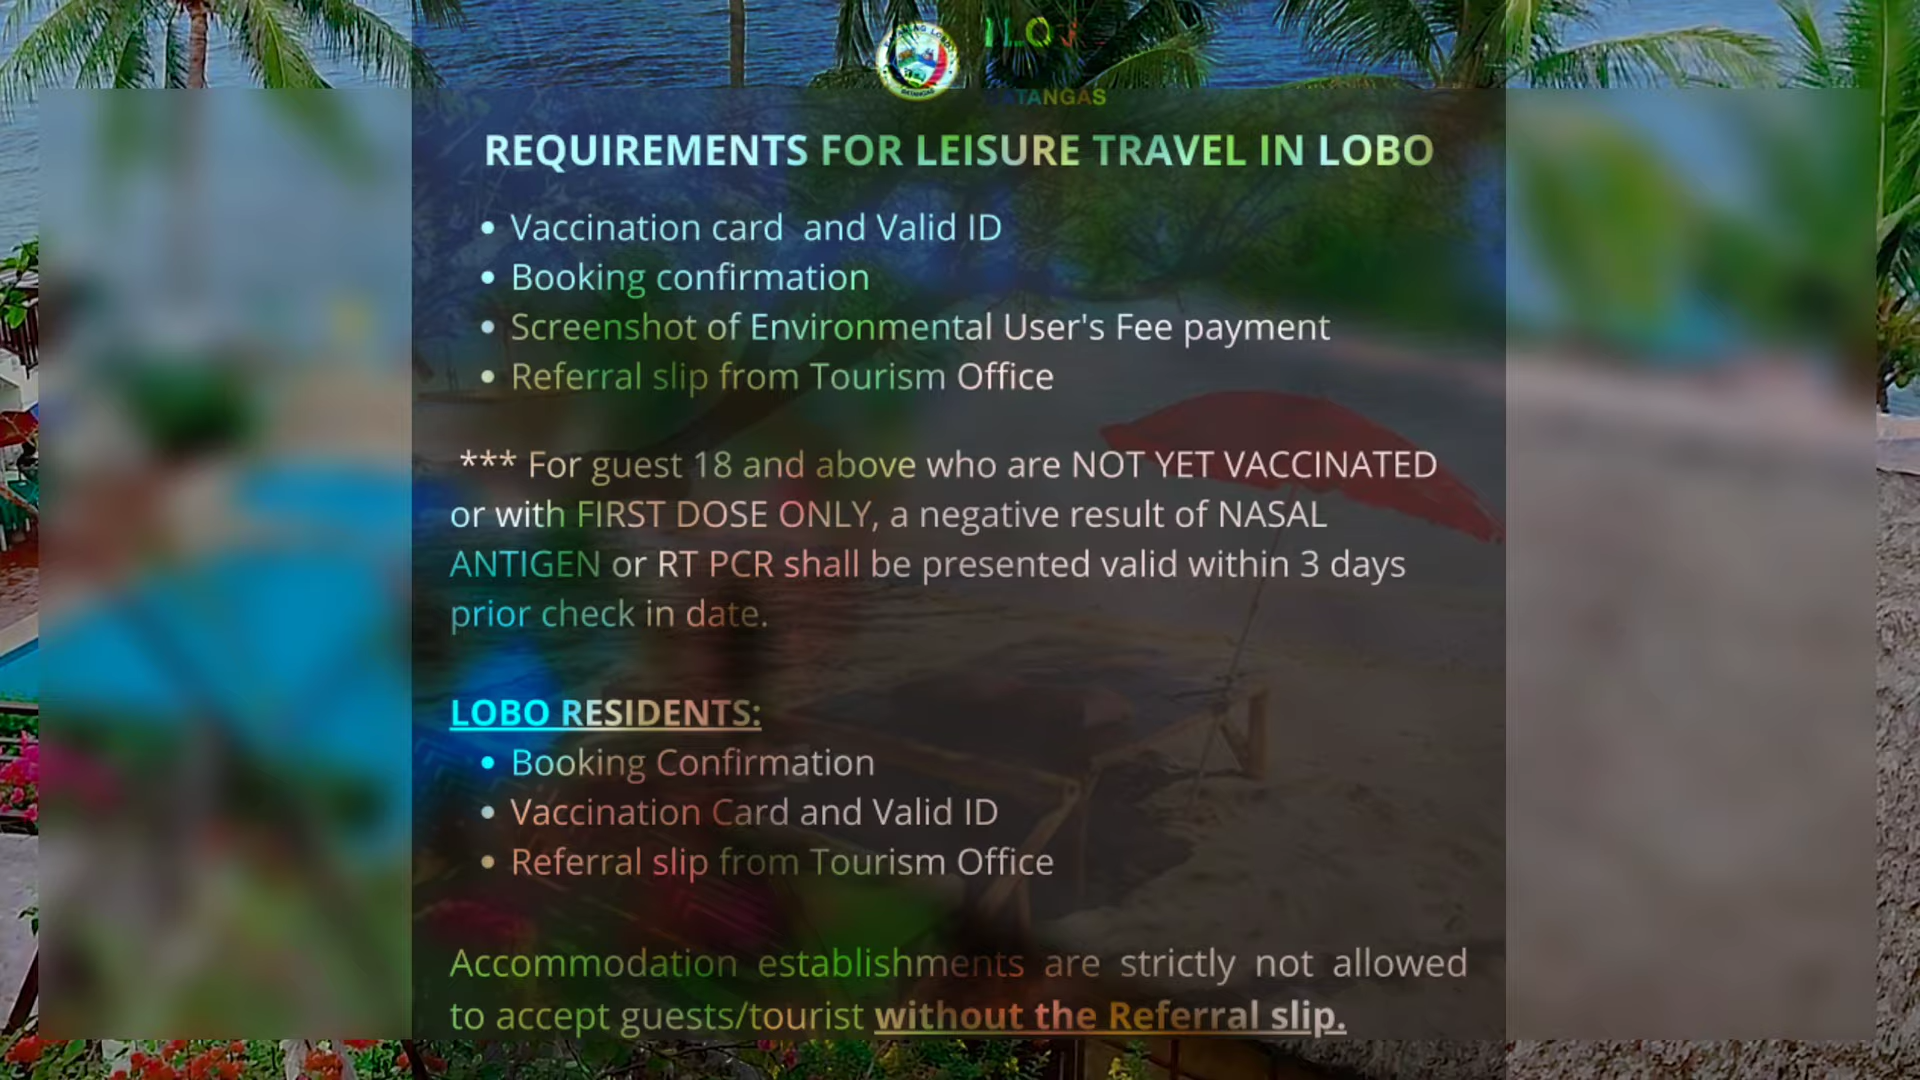 BATANGAS
REQUIREMENTS FOR LEISURE TRAVEL IN LOBO
• Vaccination card and Valid ID
• Booking confirmation
• Screenshot of Environmental User's Fee payment
• Referral slip from Tourism Office
*** For guest 18 and above who are NOT YET VACCINATED
or with FIRST DOSE ONLY, a negative result of NASAL
ANTIGEN or RT PCR shall be presented valid within 3 days
prior check in date.
LOBO RESIDENTS:
• Booking Confirmation
• Vaccination Card and Valid ID
• Referral slip from Tourism Office
Accommodation establishments are strictly not allowed
to accept guests/tourist without the Referral slip.